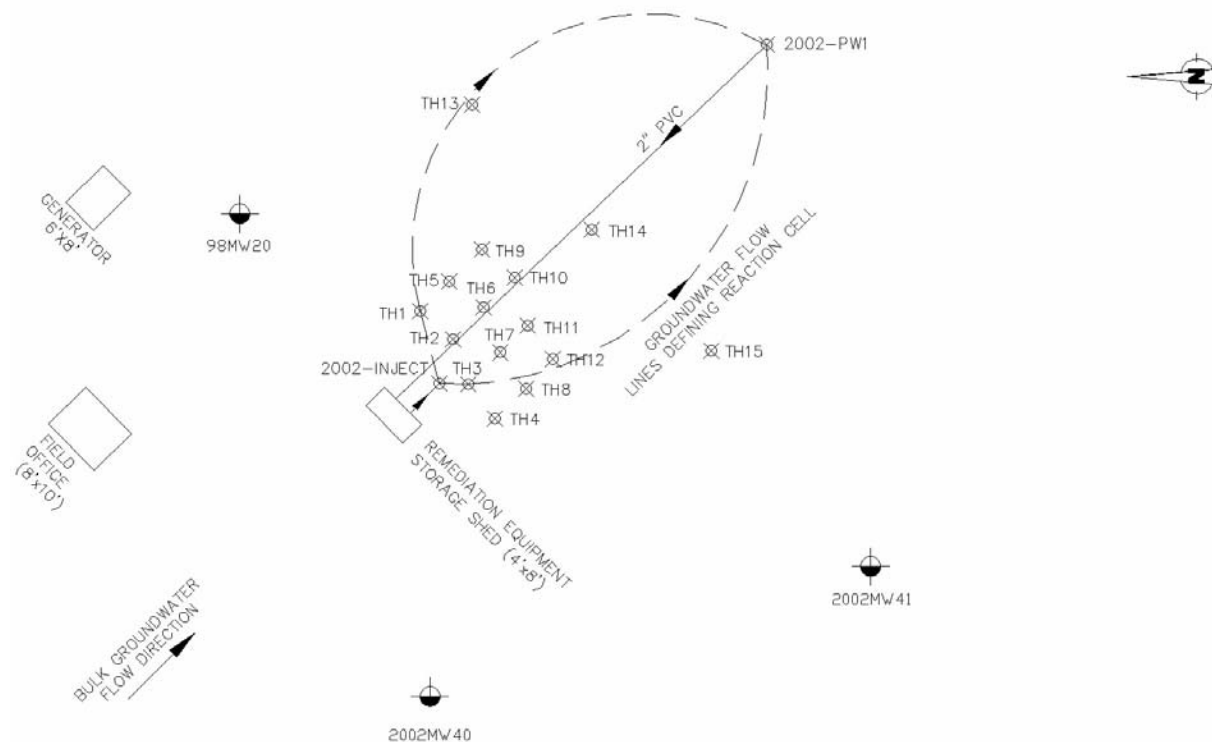 2002-PW1
N
TH13
2" PVC
GENERATOR
6'X8'
98MW20
TH14
TH9
TH10
TH5
TH6
TH1
TH11
TH2
TH7
GROUNDWATER FLOW
LINES DEFINING REACTION CELL
TH15
TH12
2002-INJECT
TH3
TH8
TH4
FIELD
OFFICE
(8'x10')
REMEDIATION EQUIPMENT
STORAGE SHED (4'x8')
2002MW41
BULK GROUNDWATER
FLOW DIRECTION
2002MW40